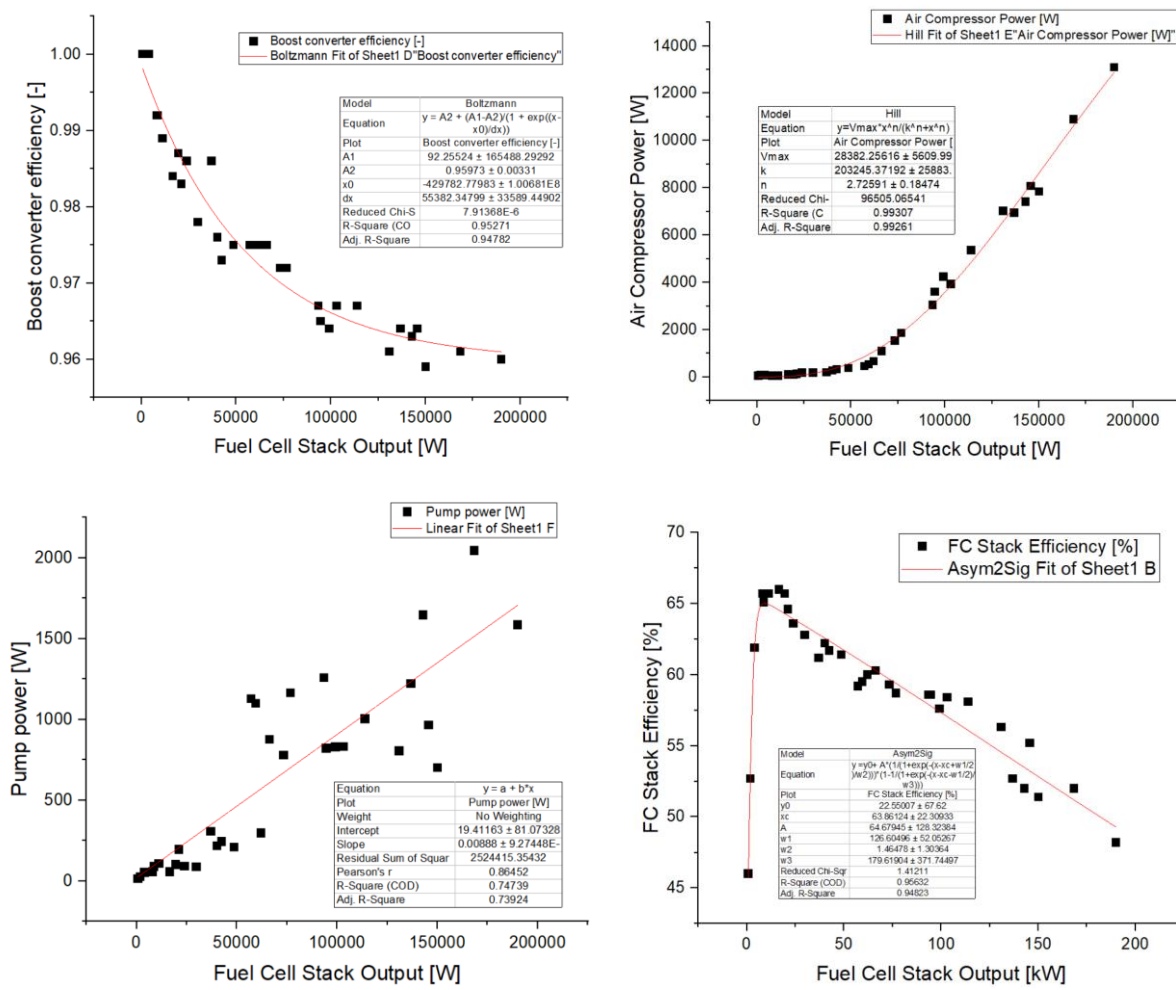 Boost converter efficiency [-]
Boltzmann Fit of Sheet1 D"Boost converter efficiency"
1.00
0.99
0.98
0.97
0.96
Boost converter efficiency [-]
Model Boltzmann
Equation y = A2 + (A1-A2)/(1 + exp((x-x0)/dx))
Plot Boost converter efficiency [-]
A1 92.25524 ± 165488.29292
A2 0.95973 ± 0.00331
x0 -429782.77983 ± 1.00681E8
dx 55382.34799 ± 33589.44902
Reduced Chi-S 7.91368E-6
R-Square (CO 0.95271
Adj. R-Square 0.94782
0 50000 100000 150000 200000
Fuel Cell Stack Output [W]
Air Compressor Power [W]
Hill Fit of Sheet1 E"Air Compressor Power [W]"
14000
12000
10000
8000
6000
4000
2000
0
Air Compressor Power [W]
Model Hill
Equation y=Vmax*x^n/(k^n+x^n)
Plot Air Compressor Power [
Vmax 28382.25616 ± 5609.99
k 203245.37192 ± 25883.
n 2.72591 ± 0.18474
Reduced Chi- 96505.06541
R-Square (C 0.99307
Adj. R-Square 0.99261
0 50000 100000 150000 200000
Fuel Cell Stack Output [W]
Pump power [W]
Linear Fit of Sheet1 F
2000
1500
1000
500
0
Pump power [W]
Equation y = a + b*x
Plot Pump power [W]
Weight No Weighting
Intercept 19.41163 ± 81.07328
Slope 0.00888 ± 9.27448E-
Residual Sum of Squar 2524415.35432
Pearson's r 0.86452
R-Square (COD) 0.74739
Adj. R-Square 0.73924
0 50000 100000 150000 200000
Fuel Cell Stack Output [W]
FC Stack Efficiency [%]
Asym2Sig Fit of Sheet1 B
70
65
60
55
50
45
FC Stack Efficiency [%]
Model Asym2Sig
Equation y =y0+ A*(1/(1+exp(-(x-xc+w1/2)
/w2)))*(1-1/(1+exp(-(x-xc-w1/2)/
w3)))
Plot FC Stack Efficiency [%]
y0 22.55007 ± 67.62
xc 63.86124 ± 22.30933
A 64.67945 ± 128.32384
w1 126.60496 ± 52.05267
w2 1.46478 ± 1.30364
w3 179.61904 ± 371.74497
Reduced Chi-Sqr 1.41211
R-Square (COD) 0.95632
Adj. R-Square 0.94823
0 50 100 150 200
Fuel Cell Stack Output [kW]